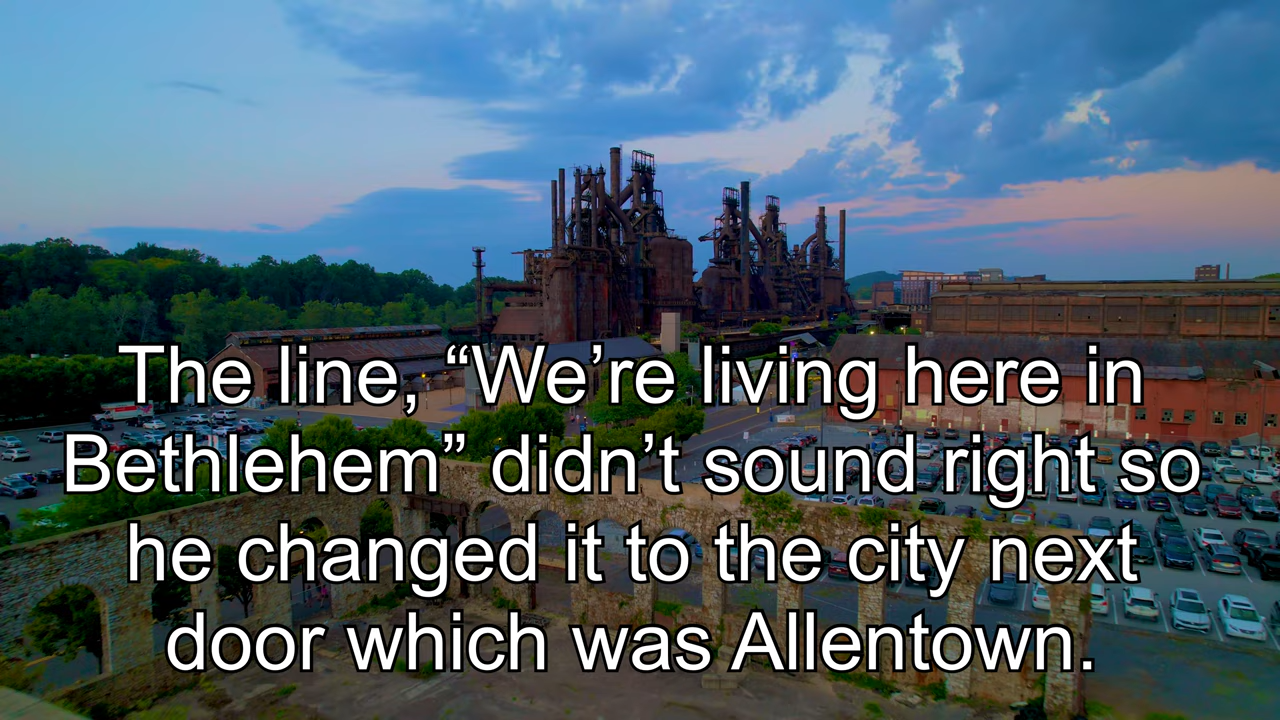 The line, “We’re living here in
Bethlehem” didn’t sound right so
he changed it to the city next
door which was Allentown.